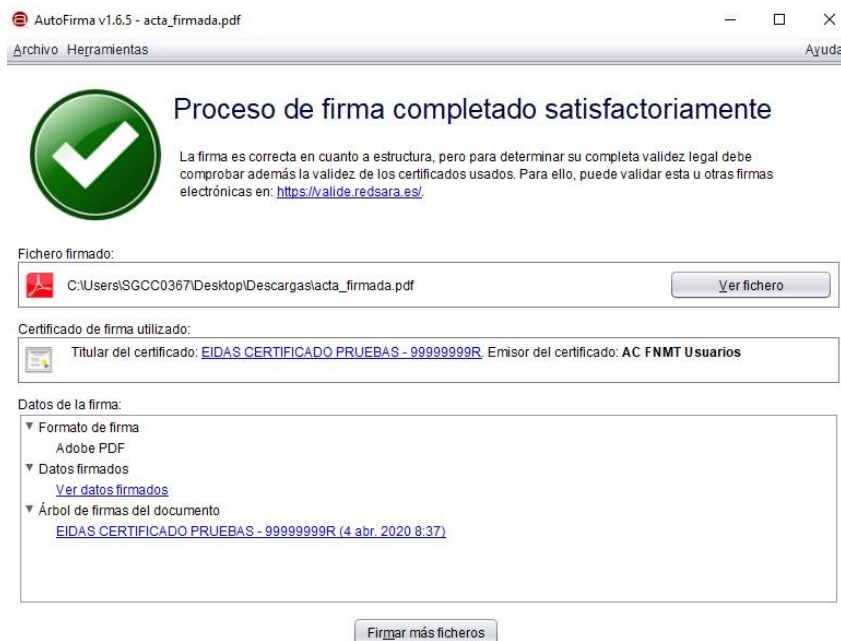 AutoFirma v1.6.5 - acta_firmada.pdf
Archivo Herramientas Ayuda
Proceso de firma completado satisfactoriamente
La firma es correcta en cuanto a estructura, pero para determinar su completa validez legal debe
comprobar además la validez de los certificados usados. Para ello, puede validar esta u otras firmas
electrónicas en: https://valide.redsara.es/.
Fichero firmado:
C:\Users\SGCC0367\Desktop\Descargas\acta_firmada.pdf Ver fichero
Certificado de firma utilizado:
Titular del certificado: EIDAS CERTIFICADO PRUEBAS - 99999999R. Emisor del certificado: AC FNMT Usuarios
Datos de la firma:
Formato de firma
Adobe PDF
Datos firmados
Ver datos firmados
Árbol de firmas del documento
EIDAS CERTIFICADO PRUEBAS - 99999999R (4 abr. 2020 8:37)
Firmar más ficheros